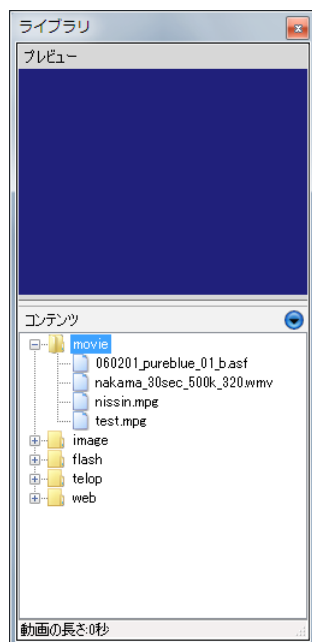 ライブラリ
プレビュー
コンテンツ
movie
060201_pureblue_01_b.asf
nakama_30sec_500k_320.wmv
nissin.mpg
test.mpg
image
flash
telop
web
動画の長さ:0秒